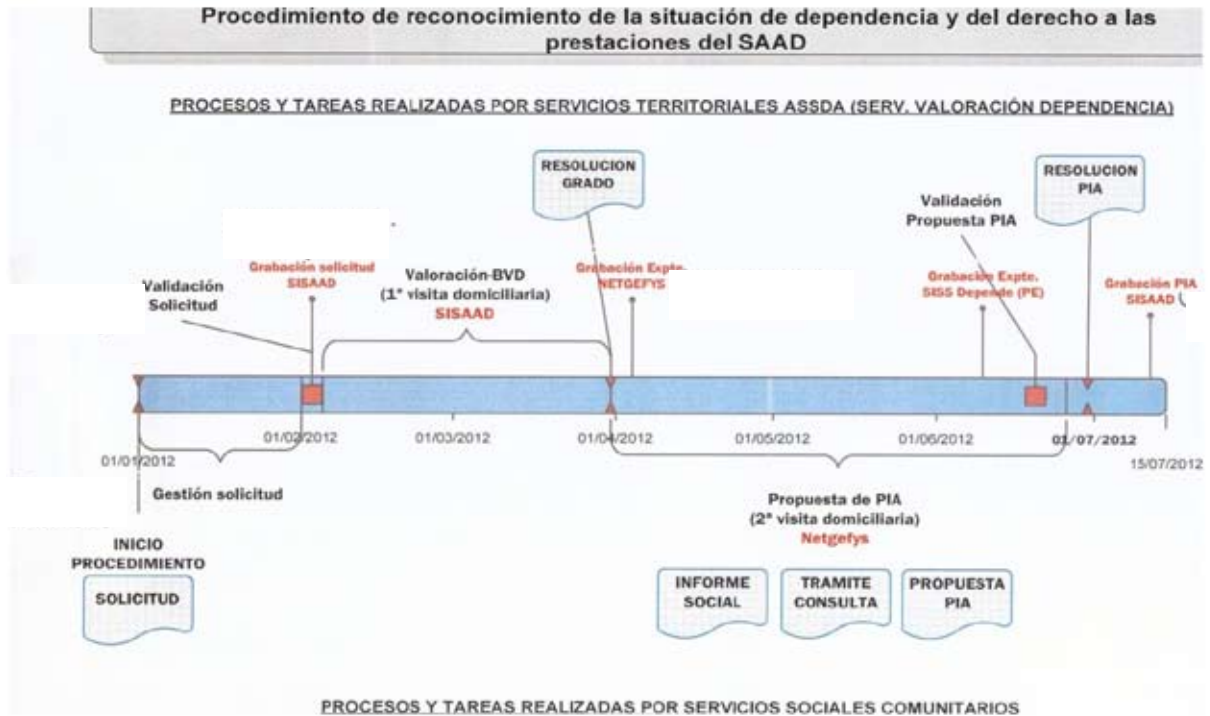 Procedimiento de reconocimiento de la situación de dependencia y del derecho a las
prestaciones del SAAD
PROCESOS Y TAREAS REALIZADAS POR SERVICIOS TERRITORIALES ASSDA (SERV. VALORACIÓN DEPENDENCIA)
RESOLUCION
GRADO
RESOLUCION
PIA
Validación
Propuesta PIA
Validación
Solicitud
Grabación solicitud
SISAAD
Valoración-BVD
(1ª visita domiciliaria)
SISAAD
Grabación Expte.
NETGEFYS
Grabación Expte.
SISS Depende (PE)
Grabación PIA
SISAAD
01/01/2012
01/02/2012
01/03/2012
01/04/2012
01/05/2012
01/06/2012
01/07/2012
15/07/2012
Gestión solicitud
Propuesta de PIA
(2ª visita domiciliaria)
Netgefys
INICIO
PROCEDIMIENTO
SOLICITUD
INFORME
SOCIAL
TRAMITE
CONSULTA
PROPUESTA
PIA
PROCESOS Y TAREAS REALIZADAS POR SERVICIOS SOCIALES COMUNITARIOS